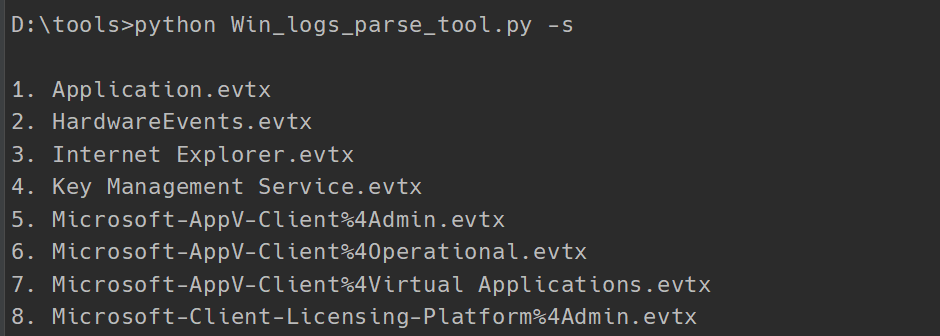 D:\tools>python Win_logs_parse_tool.py -s
1. Application.evtx
2. HardwareEvents.evtx
3. Internet Explorer.evtx
4. Key Management Service.evtx
5. Microsoft-AppV-Client%4Admin.evtx
6. Microsoft-AppV-Client%4Operational.evtx
7. Microsoft-AppV-Client%4Virtual Applications.evtx
8. Microsoft-Client-Licensing-Platform%4Admin.evtx